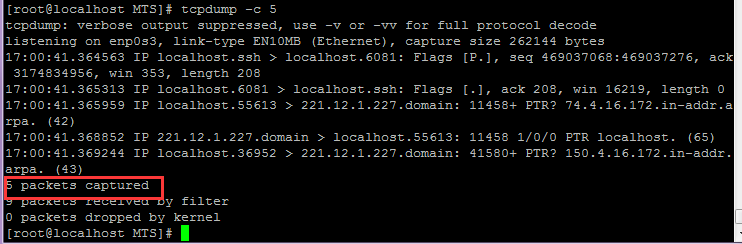 [root@localhost MTS]# tcpdump -c 5
tcpdump: verbose output suppressed, use -v or -vv for full protocol decode
listening on enp0s3, link-type EN10MB (Ethernet), capture size 262144 bytes
17:00:41.364563 IP localhost.ssh > localhost.6081: Flags [P.], seq 469037068:469037276, ack
 3174834956, win 353, length 208
17:00:41.365313 IP localhost.6081 > localhost.ssh: Flags [.], ack 208, win 16219, length 0
17:00:41.365959 IP localhost.55613 > 221.12.1.227.domain: 11458+ PTR? 74.4.16.172.in-addr.a
rpa. (42)
17:00:41.368852 IP 221.12.1.227.domain > localhost.55613: 11458 1/0/0 PTR localhost. (65)
17:00:41.369244 IP localhost.36952 > 221.12.1.227.domain: 41580+ PTR? 150.4.16.172.in-addr.
arpa. (43)
5 packets captured
9 packets received by filter
0 packets dropped by kernel
[root@localhost MTS]#